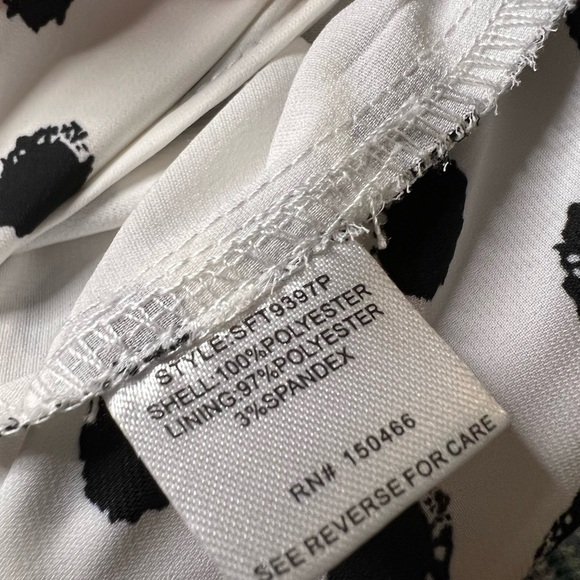 STYLE:SFT9397P
SHELL:100%POLYESTER
LINING:97%POLYESTER
3%SPANDEX
RN# 150466
SEE REVERSE FOR CARE